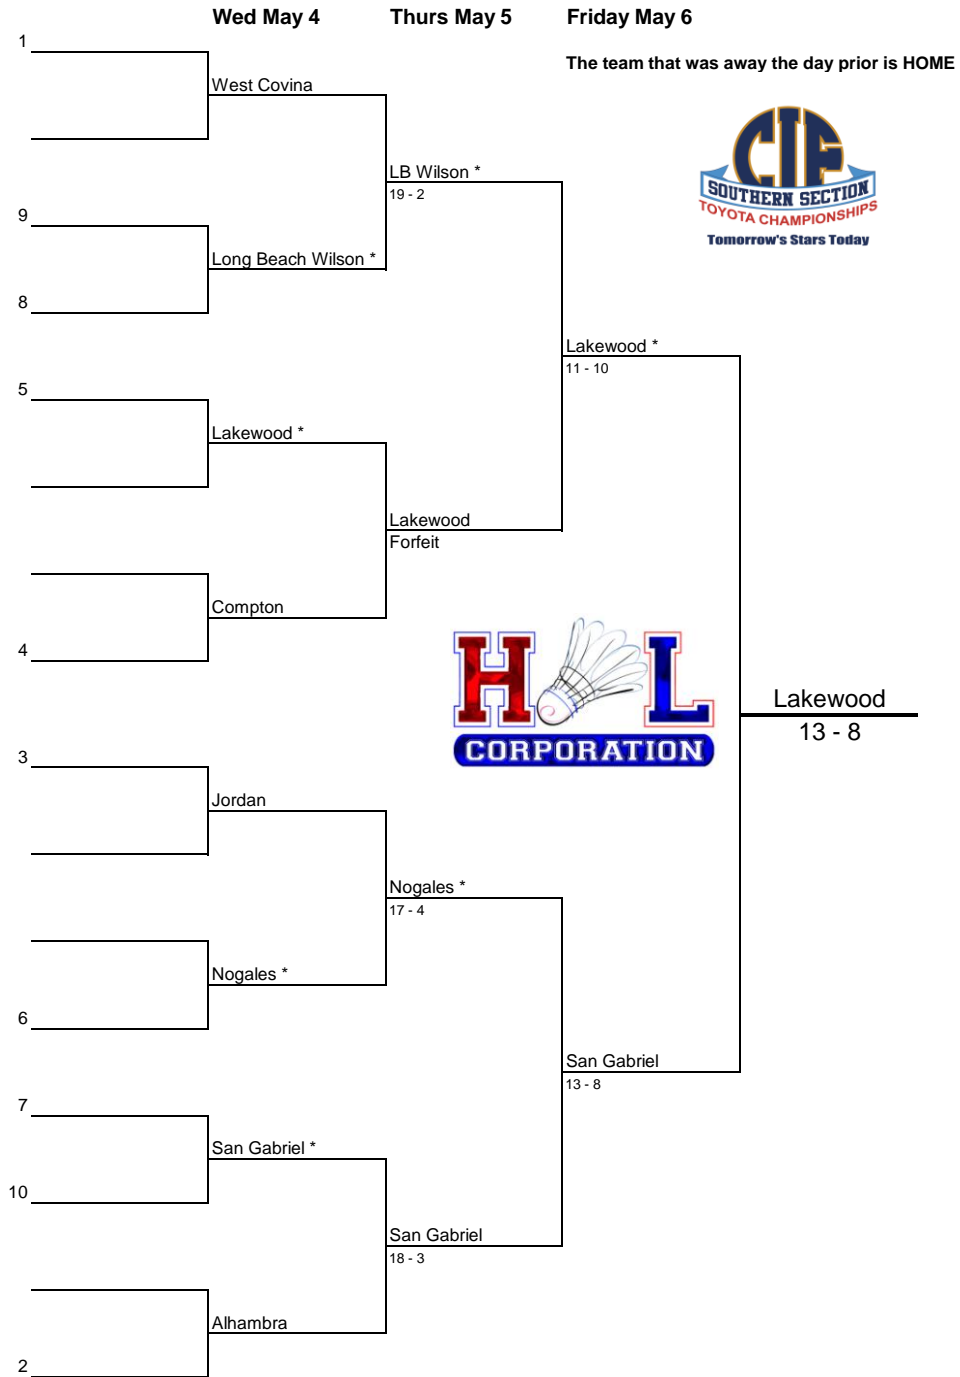 Wed May 4
Thurs May 5
Friday May 6
1
The team that was away the day prior is HOME
West Covina
CIF
SOUTHERN SECTION
TOYOTA CHAMPIONSHIPS
Tomorrow's Stars Today
LB Wilson *
19 - 2
9
Long Beach Wilson *
8
Lakewood *
11 - 10
5
Lakewood *
Lakewood
Forfeit
Compton
4
H L
CORPORATION
Lakewood
13 - 8
3
Jordan
Nogales *
17 - 4
Nogales *
6
San Gabriel
13 - 8
7
San Gabriel *
10
San Gabriel
18 - 3
Alhambra
2